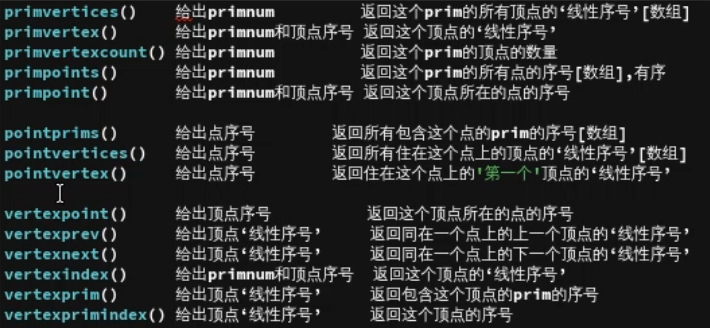 primvertices() 给出primnum 返回这个prim的所有顶点的‘线性序号’[数组]
primvertex() 给出primnum和顶点序号 返回这个顶点的‘线性序号’
primvertexcount() 给出primnum 返回这个prim的顶点的数量
primpoints() 给出primnum 返回这个prim的所有点的序号[数组],有序
primpoint() 给出primnum和顶点序号 返回这个顶点所在的点的序号
pointprims() 给出点序号 返回所有包含这个点的prim的序号[数组]
pointvertices() 给出点序号 返回所有住在这个点上的顶点的‘线性序号’[数组]
pointvertex() 给出点序号 返回住在这个点上的'第一个'顶点的‘线性序号’
vertexpoint() 给出顶点序号 返回这个顶点所在的点的序号
vertexprev() 给出顶点‘线性序号’ 返回同在一个点上的上一个顶点的‘线性序号’
vertexnext() 给出顶点‘线性序号’ 返回同在一个点上的下一个顶点的‘线性序号’
vertexindex() 给出primnum和顶点序号 返回这个顶点的‘线性序号’
vertexprim() 给出顶点‘线性序号’ 返回包含这个顶点的prim的序号
vertexprimindex() 给出顶点‘线性序号’ 返回这个顶点的序号